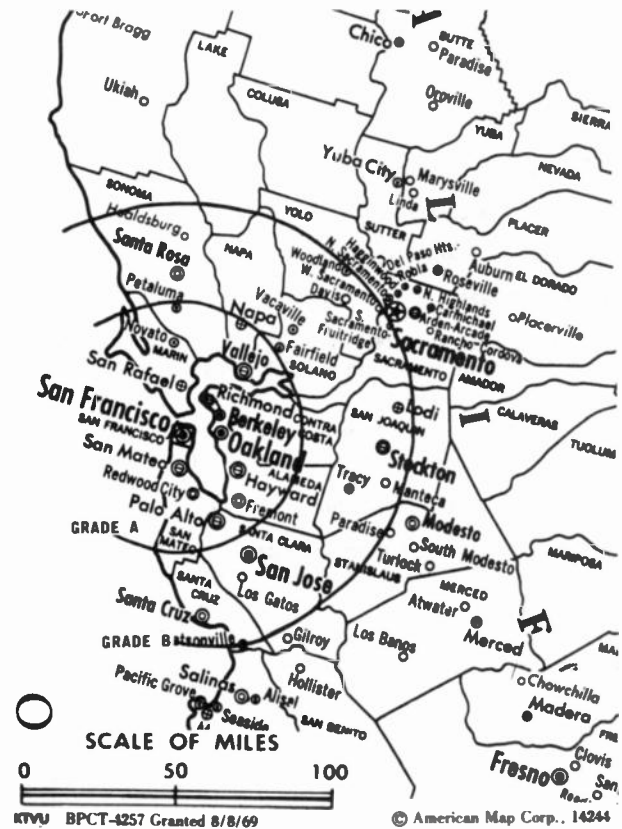 Fort Bragg
LAKE
Chico
BUTTE
Paradise
Ukiah
COLUSA
Oroville
YUBA
SIERRA
Yuba City
Marysville
NEVADA
Linda
L
SONOMA
YOLO
SUTTER
PLACER
Healdsburg
NAPA
Santa Rosa
Haginwood
Del Paso Hts.
N. Sacramento
Robla
Woodland
Auburn
EL DORADO
Roseville
W. Sacramento
Davis
N. Highlands
Carmichael
Petaluma
Napa
Vacaville
S. Sacramento-
Fruitridge
Arden-Arcade
Rancho Cordova
Placerville
Novato
MARIN
Vallejo
Fairfield
SOLANO
Sacramento
SACRAMENTO
AMADOR
San Rafael
Richmond
CONTRA
COSTA
SAN
JOAQUIN
Lodi
I
CALAVERAS
San Francisco
SAN FRANCISCO
Berkeley
Oakland
Stockton
TUOLUM
San Mateo
ALAMEDA
Hayward
Tracy
Manteca
Redwood City
Fremont
Palo Alto
Paradise
Modesto
GRADE A
SAN
MATEO
SANTA CLARA
South Modesto
MARIPOSA
San Jose
STANISLAUS
Turlock
SANTA
CRUZ
Los Gatos
MERCED
Atwater
Santa Cruz
F
Merced
GRADE B
atsonville
Gilroy
Los Banos
MA
Salinas
Alisal
Hollister
Chowchilla
Pacific Grove
Seaside
SAN BENITO
Madera
FRE
O
SCALE OF MILES
Clovis
Fresno
San
0 50 100
KTVU BPCT-4257 Granted 8/8/69
© American Map Corp., 14244